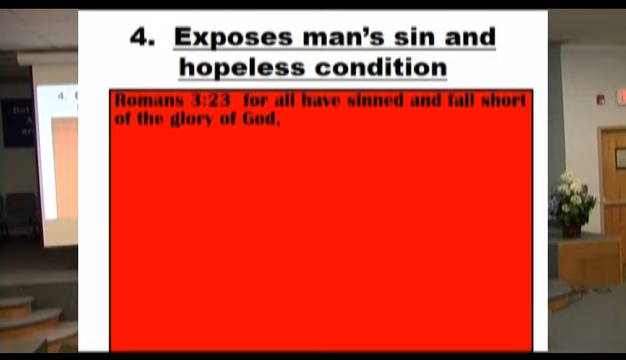 4. Exposes man's sin and
hopeless condition
Romans 3:23 for all have sinned and fall short
of the glory of God,